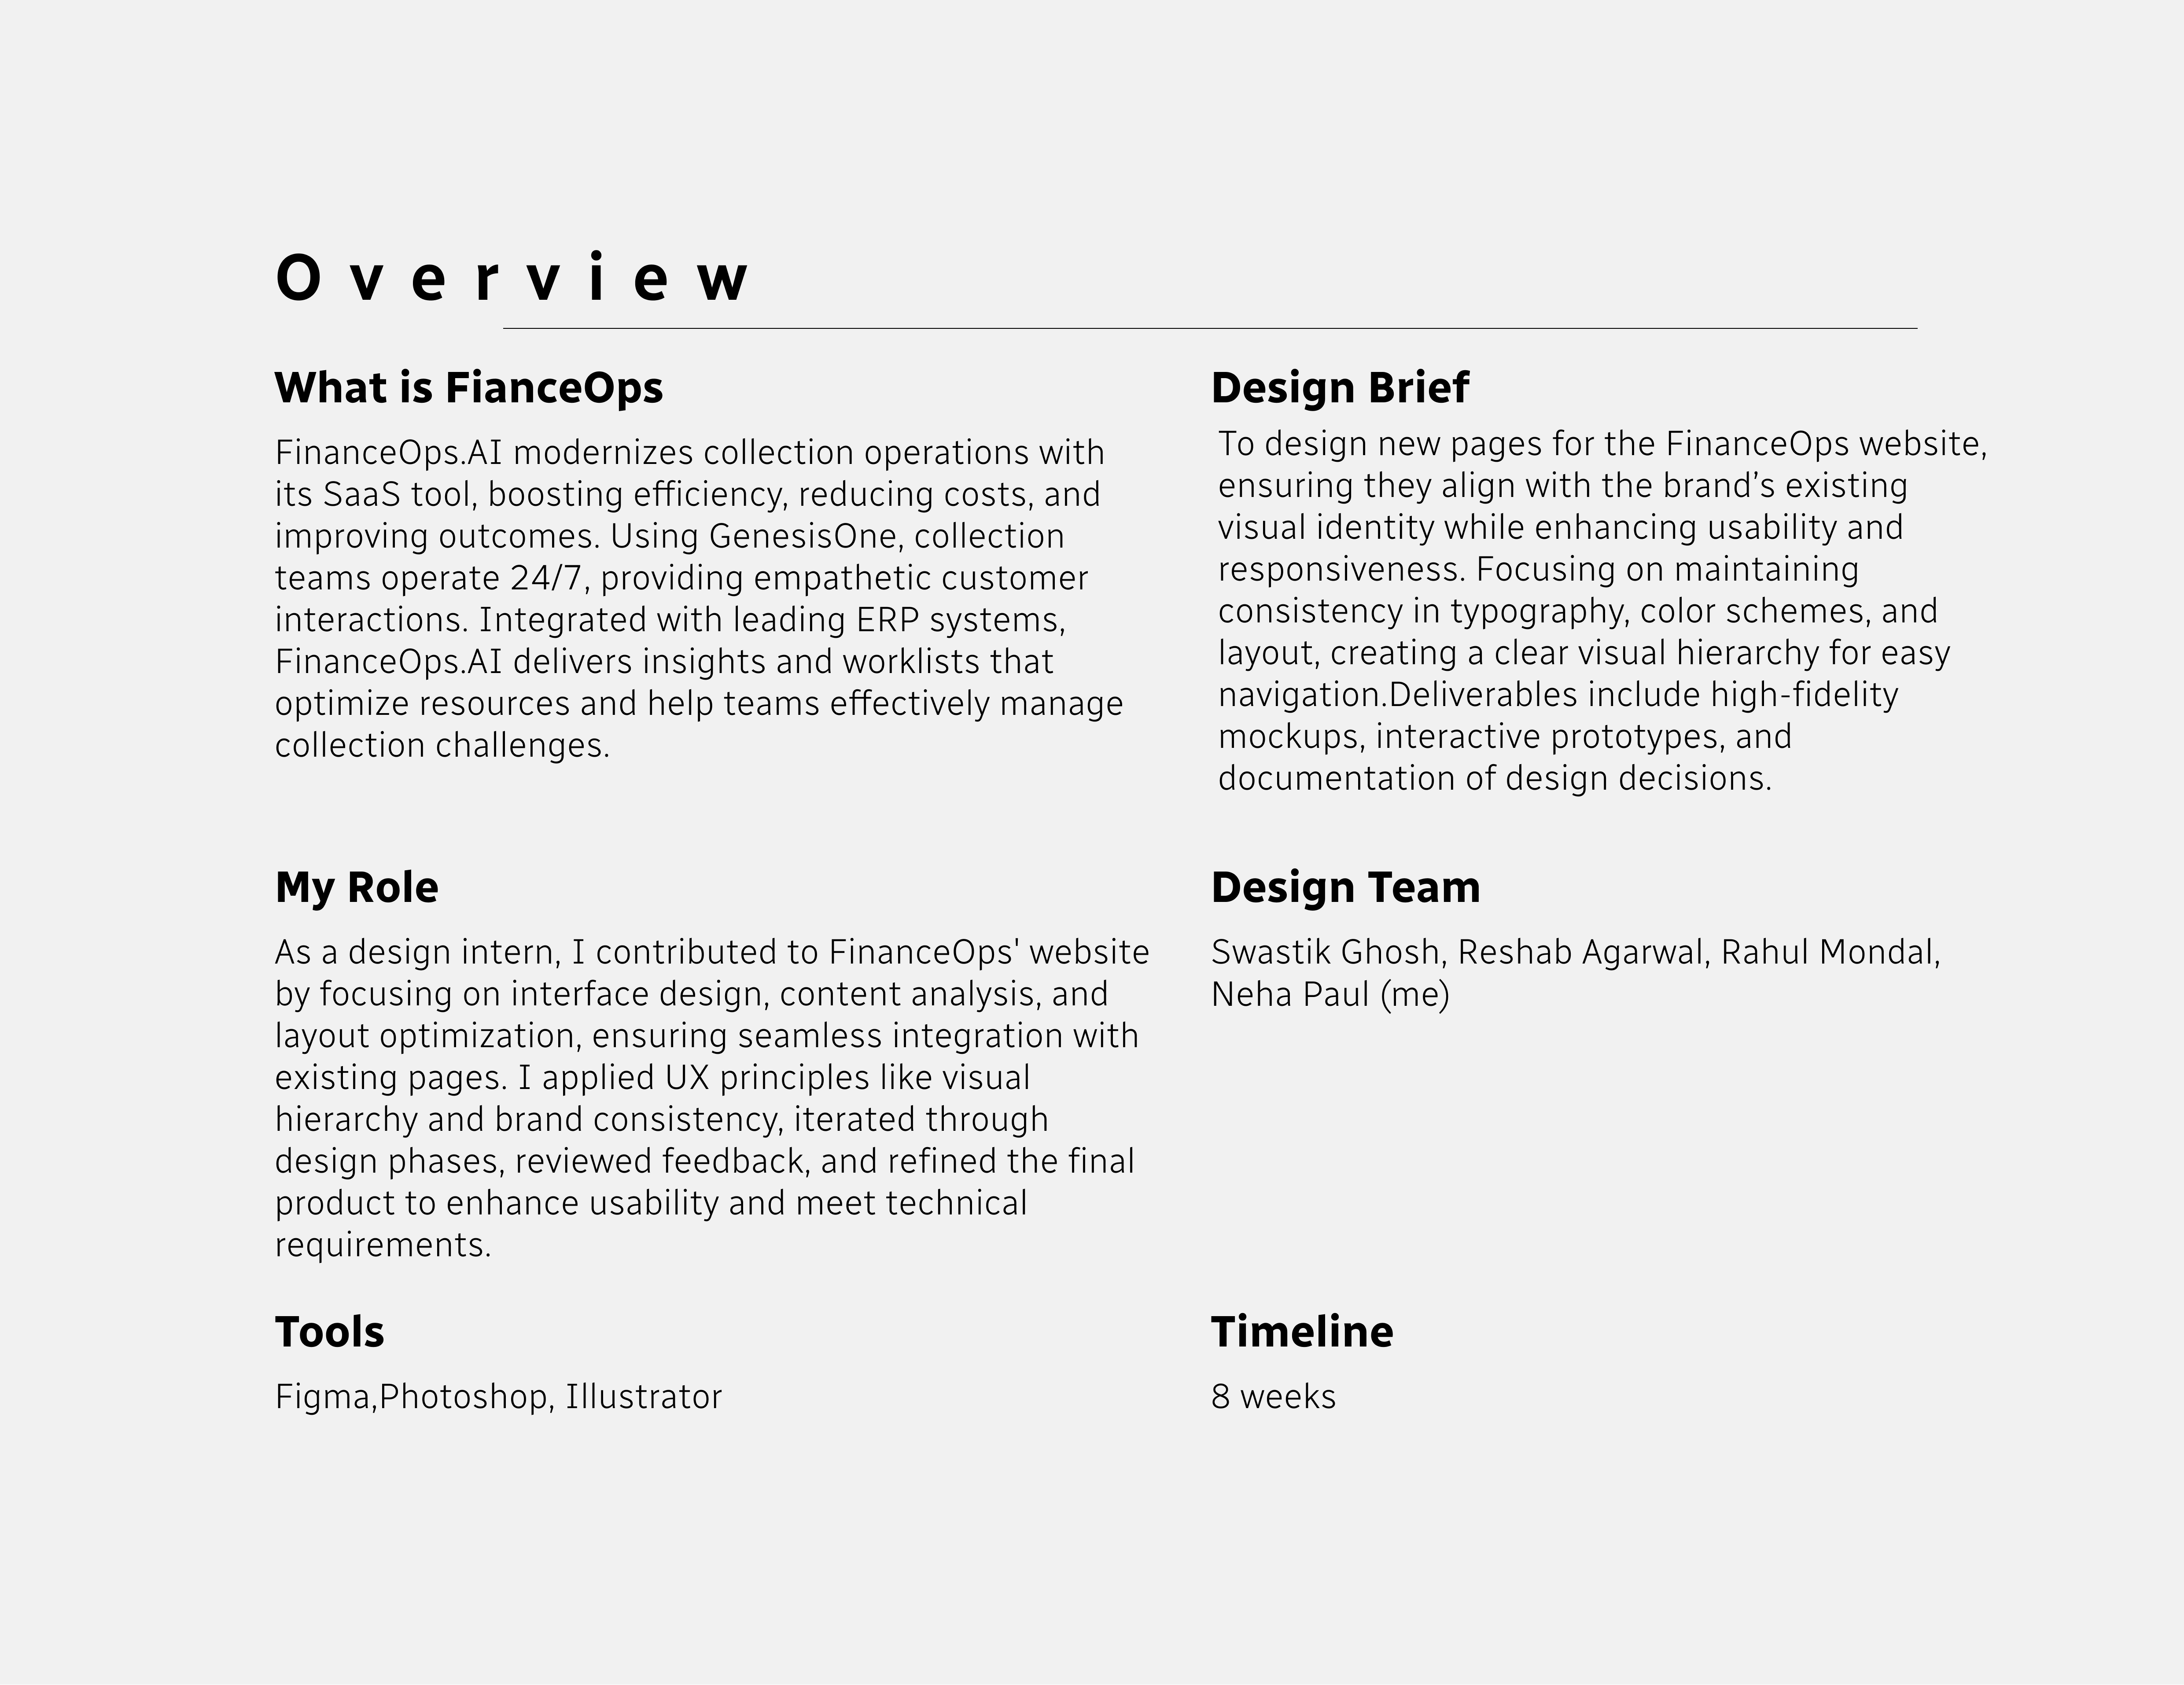 Overview
What is FianceOps
FinanceOps.AI modernizes collection operations with
its SaaS tool, boosting efficiency, reducing costs, and
improving outcomes. Using GenesisOne, collection
teams operate 24/7, providing empathetic customer
interactions. Integrated with leading ERP systems,
FinanceOps.AI delivers insights and worklists that
optimize resources and help teams effectively manage
collection challenges.
Design Brief
To design new pages for the FinanceOps website,
ensuring they align with the brand’s existing
visual identity while enhancing usability and
responsiveness. Focusing on maintaining
consistency in typography, color schemes, and
layout, creating a clear visual hierarchy for easy
navigation.Deliverables include high-fidelity
mockups, interactive prototypes, and
documentation of design decisions.
My Role
As a design intern, I contributed to FinanceOps' website
by focusing on interface design, content analysis, and
layout optimization, ensuring seamless integration with
existing pages. I applied UX principles like visual
hierarchy and brand consistency, iterated through
design phases, reviewed feedback, and refined the final
product to enhance usability and meet technical
requirements.
Design Team
Swastik Ghosh, Reshab Agarwal, Rahul Mondal,
Neha Paul (me)
Tools
Figma,Photoshop, Illustrator
Timeline
8 weeks